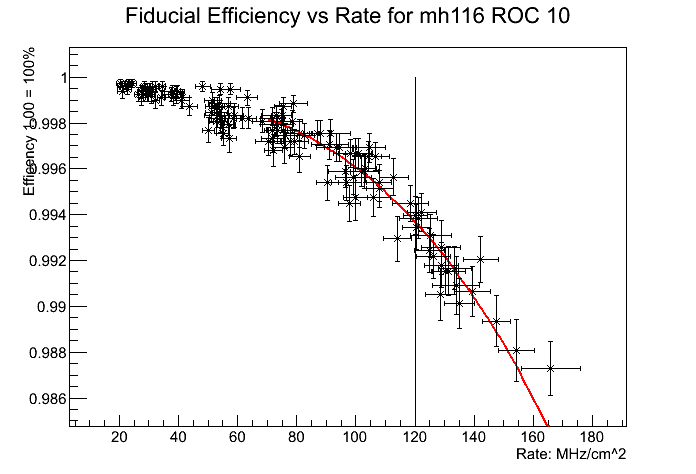 Fiducial Efficiency vs Rate for mh116 ROC 10
Efficency 1.00 = 100%
1
0.998
0.996
0.994
0.992
0.99
0.988
0.986
20 40 60 80 100 120 140 160 180
Rate: MHz/cm^2